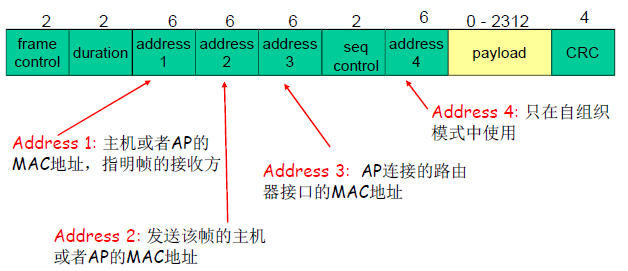 2 2 6 6 6 2 6 0 - 2312 4
frame control duration address 1 address 2 address 3 seq control address 4 payload CRC
Address 4: 只在自组织
模式中使用
Address 1: 主机或者AP的
MAC地址，指明帧的接收方
Address 3: AP连接的路由
器接口的MAC地址
Address 2: 发送该帧的主机
或者AP的MAC地址